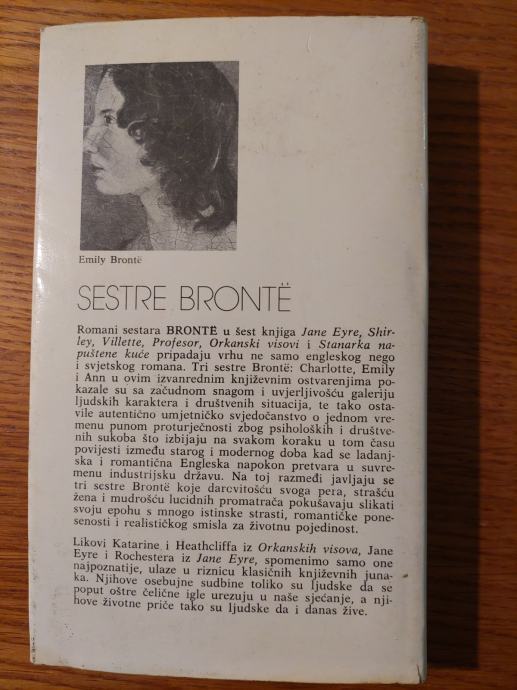 Emily Brontë
SESTRE BRONTË
Romani sestara BRONTË u šest knjiga Jane Eyre, Shir-
ley, Villette, Profesor, Orkanski visovi i Stanarka na-
puštene kuće pripadaju vrhu ne samo engleskog nego
i svjetskog romana. Tri sestre Brontë: Charlotte, Emily
i Ann u ovim izvanrednim književnim ostvarenjima po-
kazale su sa začudnom snagom i uvjerljivošću galeriju
ljudskih karaktera i društvenih situacija, te tako osta-
vile autentično umjetničko svjedočanstvo o jednom vre-
menu punom proturječnosti zbog psiholoških i društve-
nih sukoba što izbijaju na svakom koraku u tom času
povijesti između starog i modernog doba kad se ladanj-
ska i romantična Engleska napokon pretvara u suvre-
menu industrijsku državu. Na toj razmeđi javljaju se
tri sestre Brontë koje darovitošću svoga pera, strašću
žena i mudrošću lucidnih promatrača pokušavaju slikati
svoju epohu s mnogo istinske strasti, romantičke pone-
senosti i realističkog smisla za životnu pojedinost.
Likovi Katarine i Heathcliffa iz Orkanskih visova, Jane
Eyre i Rochestera iz Jane Eyre, spomenimo samo one
najpoznatije, ulaze u riznicu klasičnih književnih juna-
ka. Njihove osebujne sudbine toliko su ljudske da se
poput oštre čelične igle urezuju u naše sjećanje, a nji-
hove životne priče tako su ljudske da i danas žive.